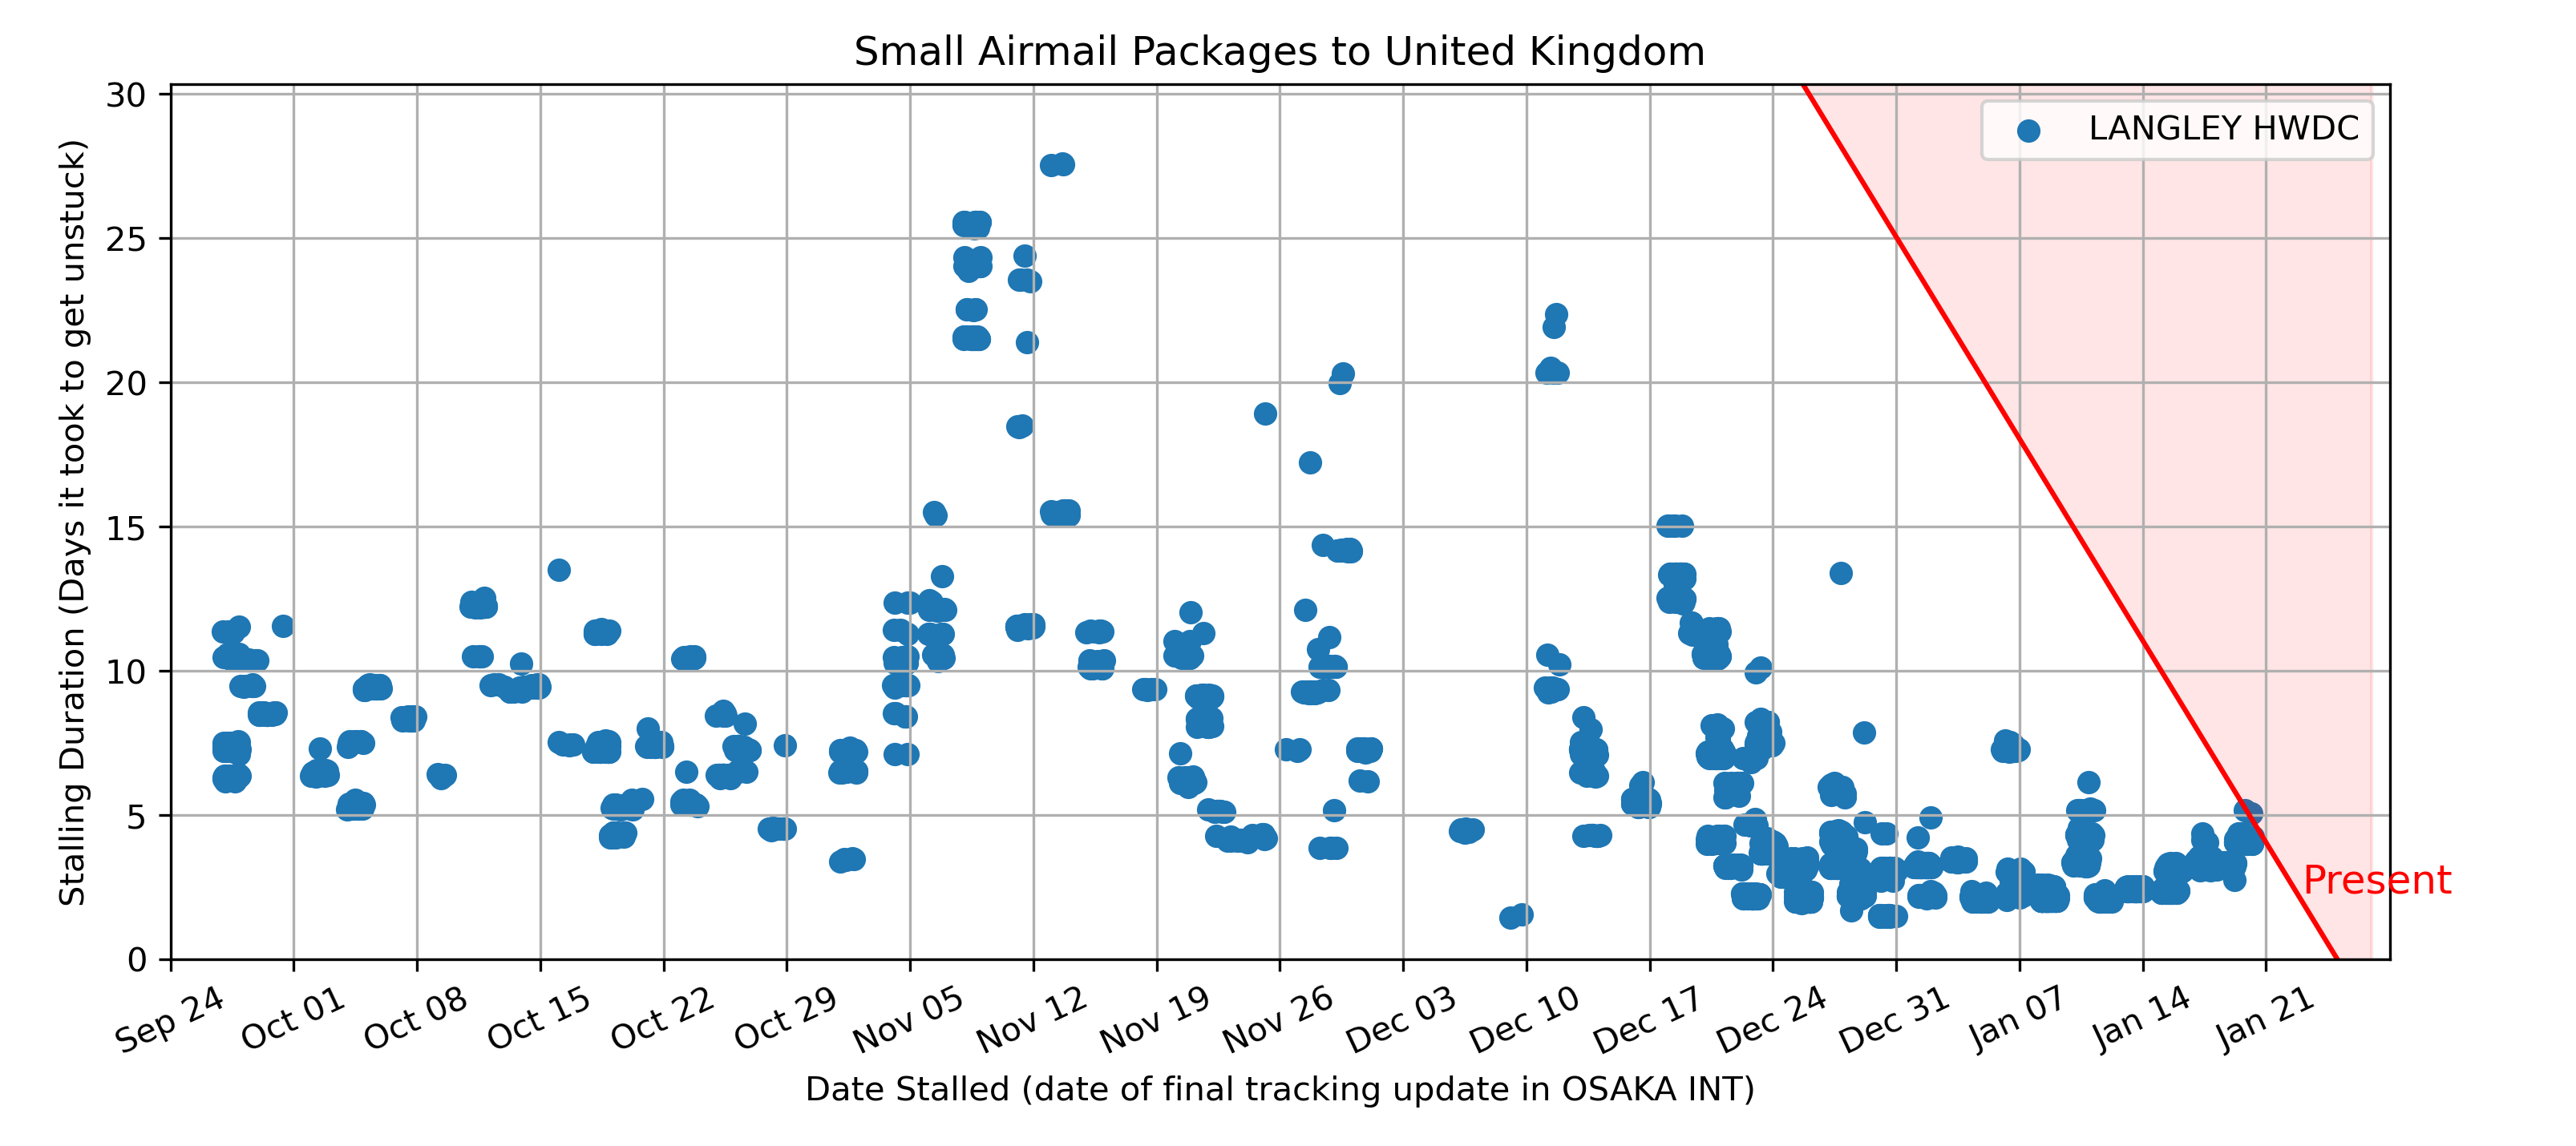 Small Airmail Packages to United Kingdom
Stalling Duration (Days it took to get unstuck)
30
25
20
15
10
5
0
LANGLEY HWDC
Present
Sep 24
Oct 01
Oct 08
Oct 15
Oct 22
Oct 29
Nov 05
Nov 12
Nov 19
Nov 26
Dec 03
Dec 10
Dec 17
Dec 24
Dec 31
Jan 07
Jan 14
Jan 21
Date Stalled (date of final tracking update in OSAKA INT)